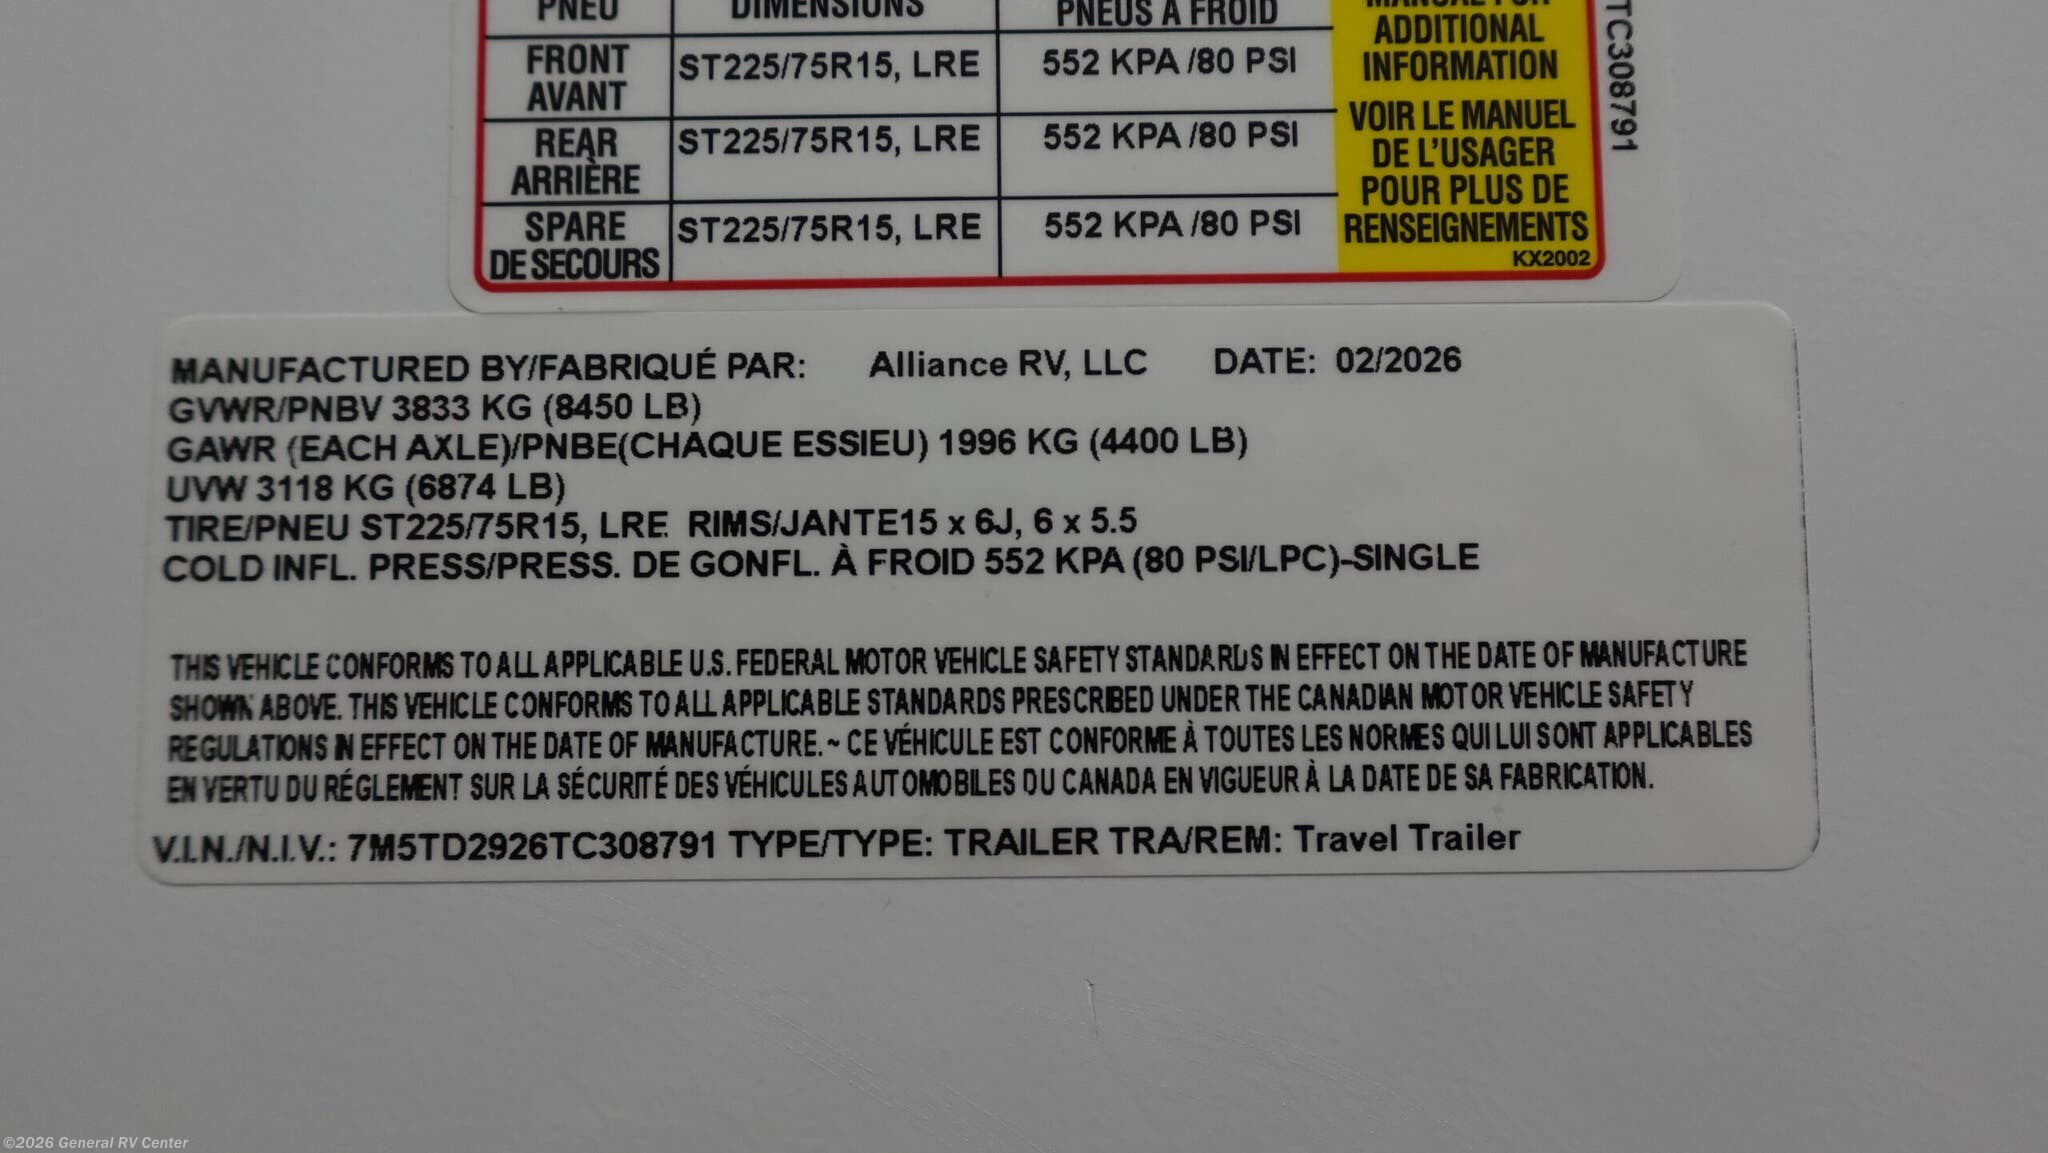 PNEU DIMENSIONS PNEUS À FROID
FRONT
AVANT
ST225/75R15, LRE 552 KPA /80 PSI
REAR
ARRIÈRE
ST225/75R15, LRE 552 KPA /80 PSI
SPARE
DE SECOURS
ST225/75R15, LRE 552 KPA /80 PSI
MANUAL FOR
ADDITIONAL
INFORMATION
VOIR LE MANUEL
DE L'USAGER
POUR PLUS DE
RENSEIGNEMENTS
KX2002
TC308791
MANUFACTURED BY/FABRIQUÉ PAR: Alliance RV, LLC DATE: 02/2026
GVWR/PNBV 3833 KG (8450 LB)
GAWR (EACH AXLE)/PNBE(CHAQUE ESSIEU) 1996 KG (4400 LB)
UVW 3118 KG (6874 LB)
TIRE/PNEU ST225/75R15, LRE RIMS/JANTE15 x 6J, 6 x 5.5
COLD INFL. PRESS/PRESS. DE GONFL. À FROID 552 KPA (80 PSI/LPC)-SINGLE
THIS VEHICLE CONFORMS TO ALL APPLICABLE U.S. FEDERAL MOTOR VEHICLE SAFETY STANDARDS IN EFFECT ON THE DATE OF MANUFACTURE
SHOWN ABOVE. THIS VEHICLE CONFORMS TO ALL APPLICABLE STANDARDS PRESCRIBED UNDER THE CANADIAN MOTOR VEHICLE SAFETY
REGULATIONS IN EFFECT ON THE DATE OF MANUFACTURE. ~ CE VÉHICULE EST CONFORME À TOUTES LES NORMES QUI LUI SONT APPLICABLES
EN VERTU DU RÉGLEMENT SUR LA SÉCURITÉ DES VÉHICULES AUTOMOBILES DU CANADA EN VIGUEUR À LA DATE DE SA FABRICATION.
V.I.N./N.I.V.: 7M5TD2926TC308791 TYPE/TYPE: TRAILER TRA/REM: Travel Trailer
©2026 General RV Center